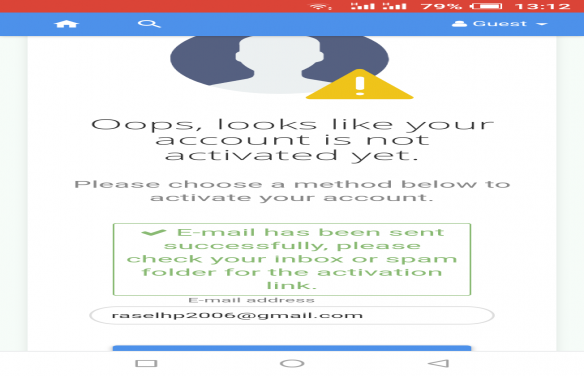 79% 13:12
Guest
Oops, looks like your
account is not
activated yet.
Please choose a method below to
activate your account.
✔ E-mail has been sent
successfully, please
check your inbox or spam
folder for the activation
link.
E-mail address
raselhp2006@gmail.com